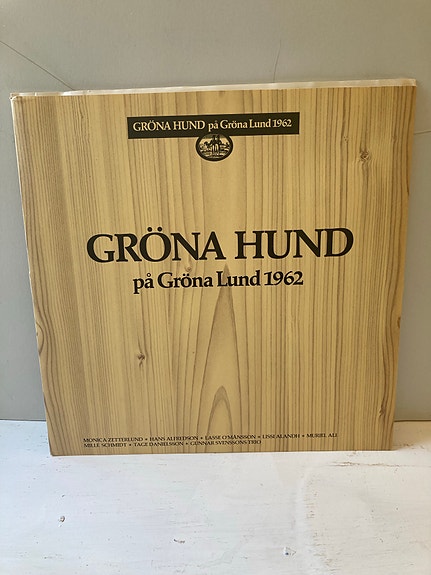 GRÖNA HUND på Gröna Lund 1962
GRÖNA HUND
på Gröna Lund 1962
MONICA ZETTERLUND • HANS ALFREDSON • LASSE O'MÅNSSON • LISSI ALANDH • MURIEL ALI
MILLE SCHMIDT • TAGE DANIELSSON • GUNNAR SVENSSONS TRIO